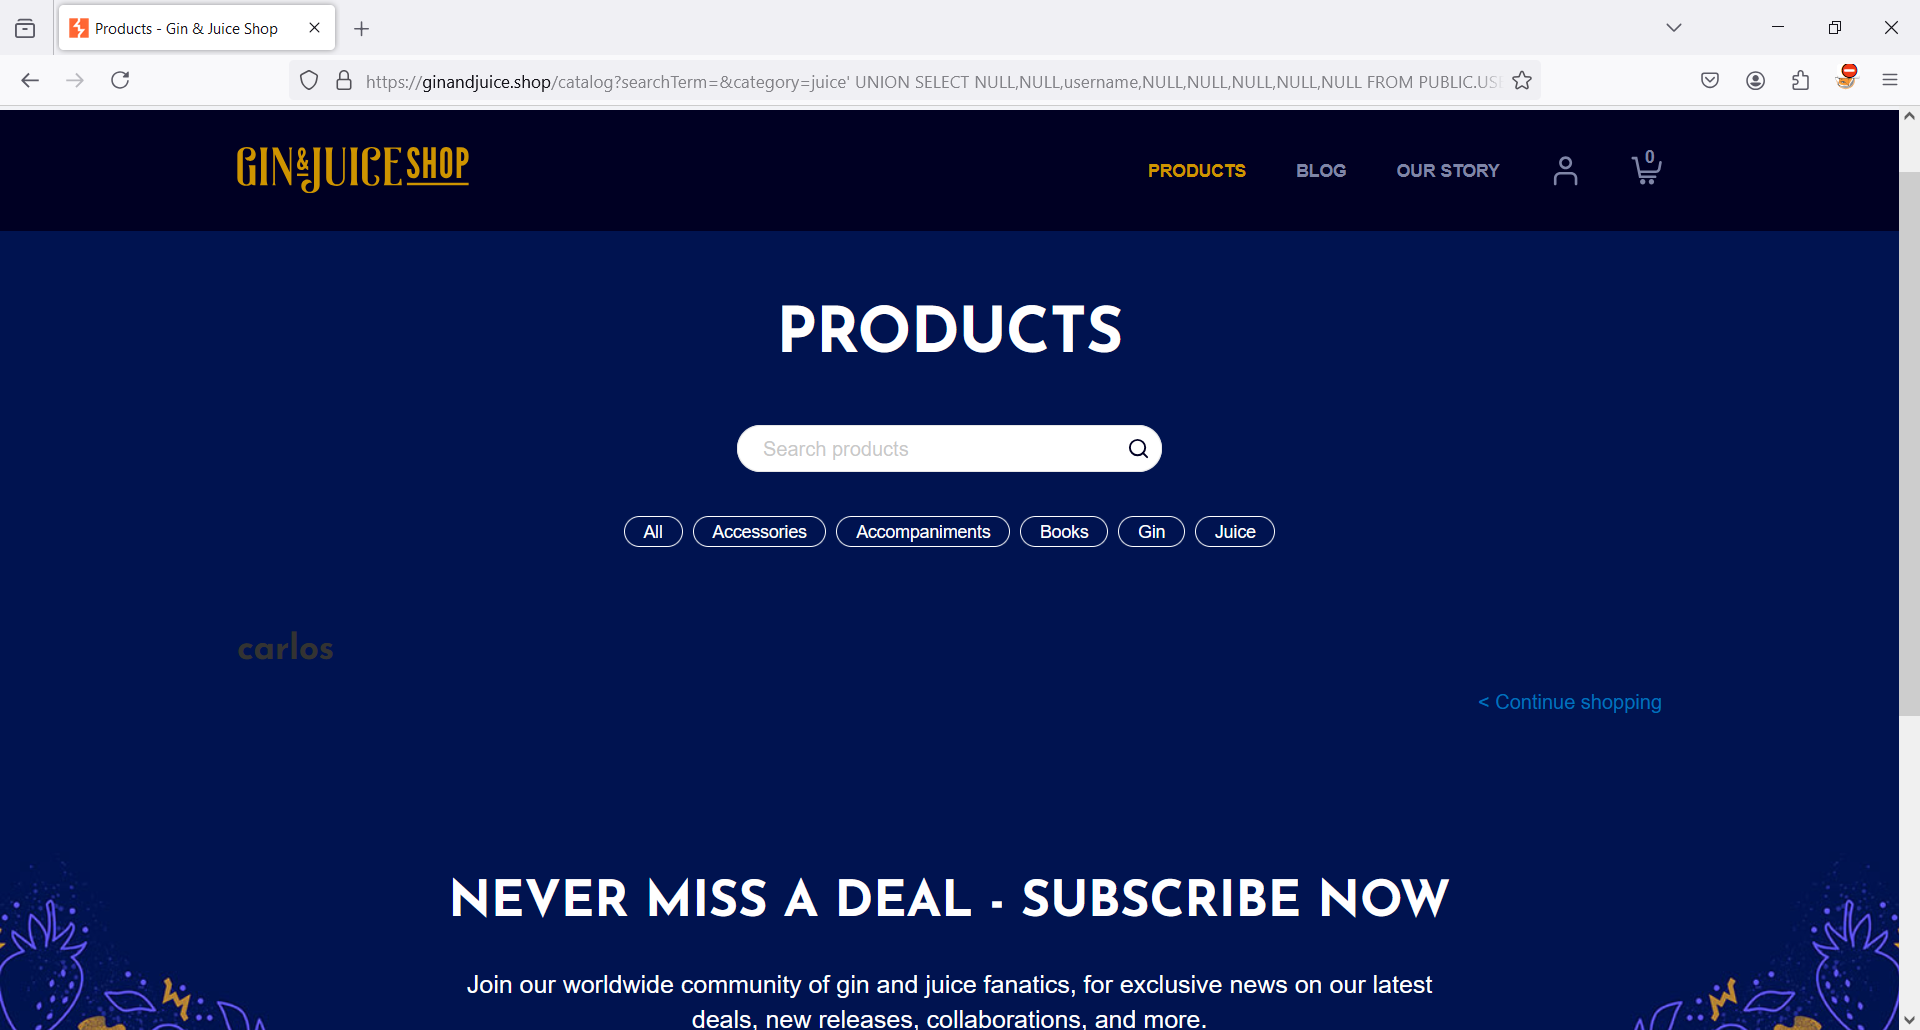 Products - Gin & Juice Shop
https://ginandjuice.shop/catalog?searchTerm=&category=juice' UNION SELECT NULL,NULL,username,NULL,NULL,NULL,NULL,NULL FROM PUBLIC.US
GIN & JUICE SHOP
PRODUCTS BLOG OUR STORY 0
PRODUCTS
Search products
All Accessories Accompaniments Books Gin Juice
carlos
< Continue shopping
NEVER MISS A DEAL - SUBSCRIBE NOW
Join our worldwide community of gin and juice fanatics, for exclusive news on our latest
deals, new releases, collaborations, and more.